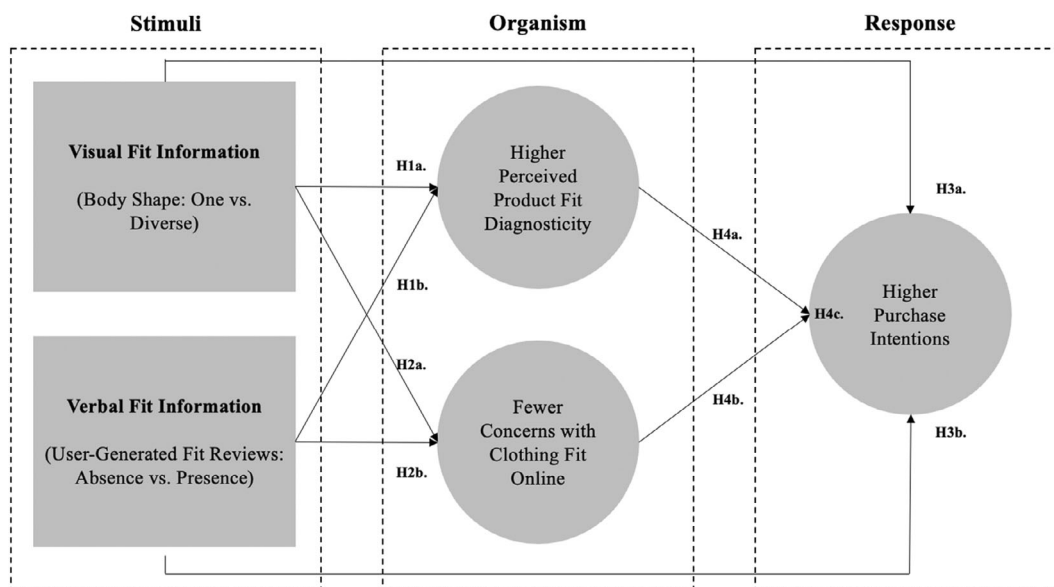 Stimuli
Organism
Response
Visual Fit Information
(Body Shape: One vs.
Diverse)
H1a.
Higher
Perceived
Product Fit
Diagnosticity
H3a.
H4a.
H1b.
H4c.
Higher
Purchase
Intentions
H2a.
Verbal Fit Information
(User-Generated Fit Reviews:
Absence vs. Presence)
H2b.
Fewer
Concerns with
Clothing Fit
Online
H4b.
H3b.